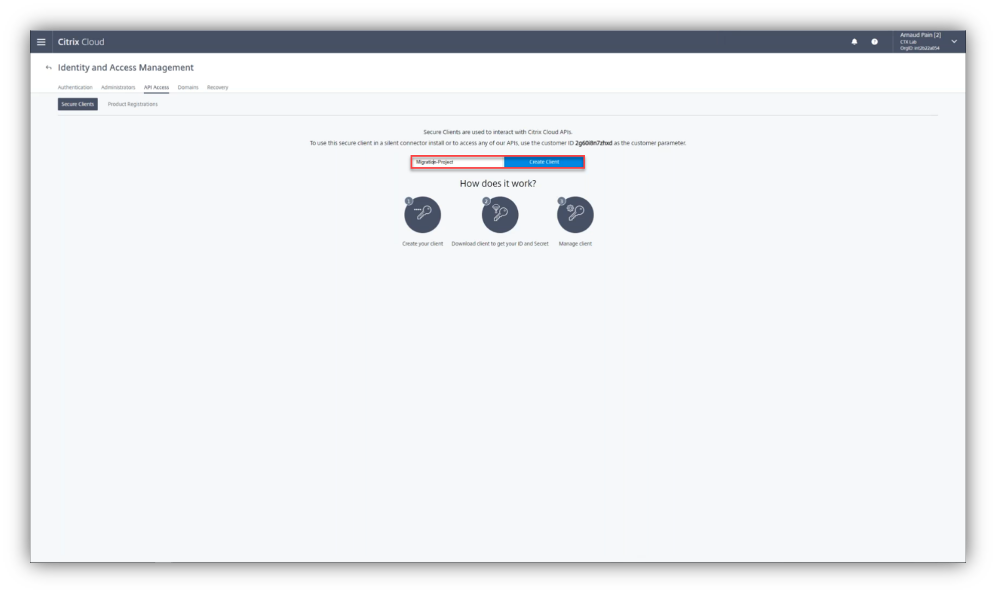 Citrix Cloud
Arnaud Pain [2]
CTX Lab
Identity and Access Management
Authentication Administrators API Access Domains Recovery
Secure Clients Product Registrations
Secure Clients are used to interact with Citrix Cloud APIs.
To use this secure client in a silent connector install or to access any of our APIs, use the customer ID as the customer parameter.
Migration-Project Create Client
How does it work?
1 2 3
Create your client Download client to get your ID and Secret Manage client